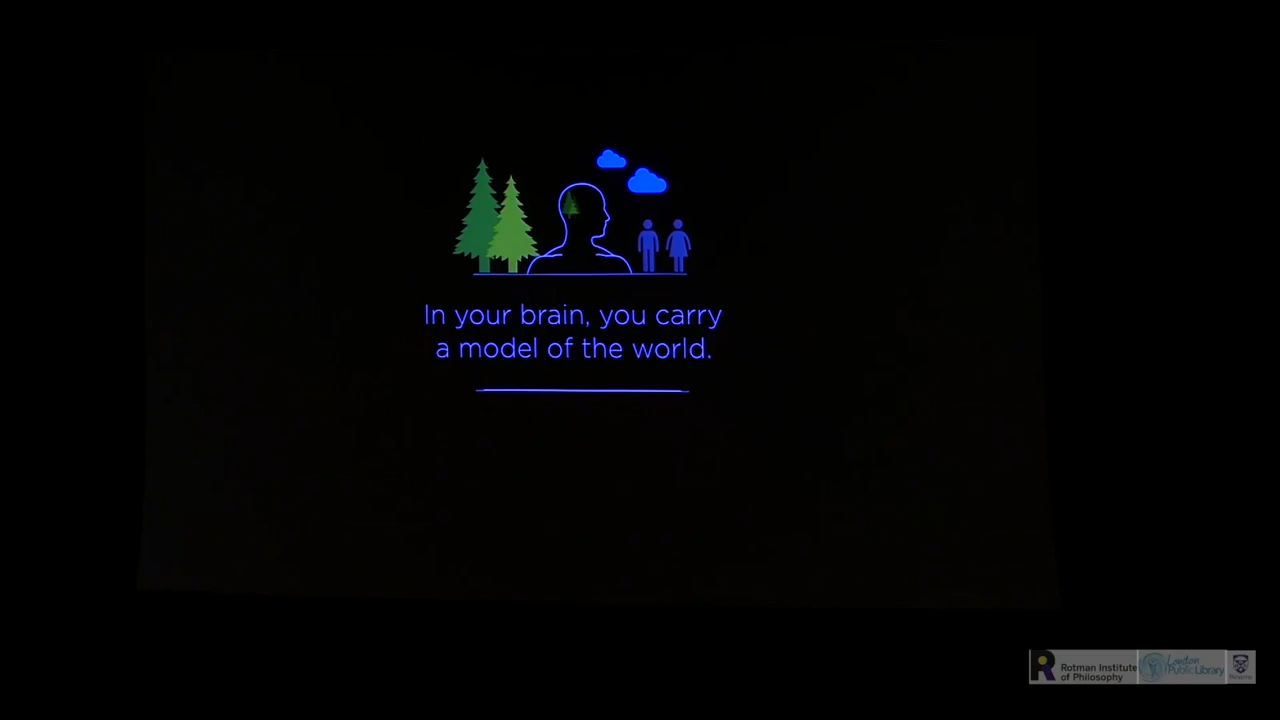 In your brain, you carry
a model of the world.
Rotman Institute
of Philosophy
London
Public Library